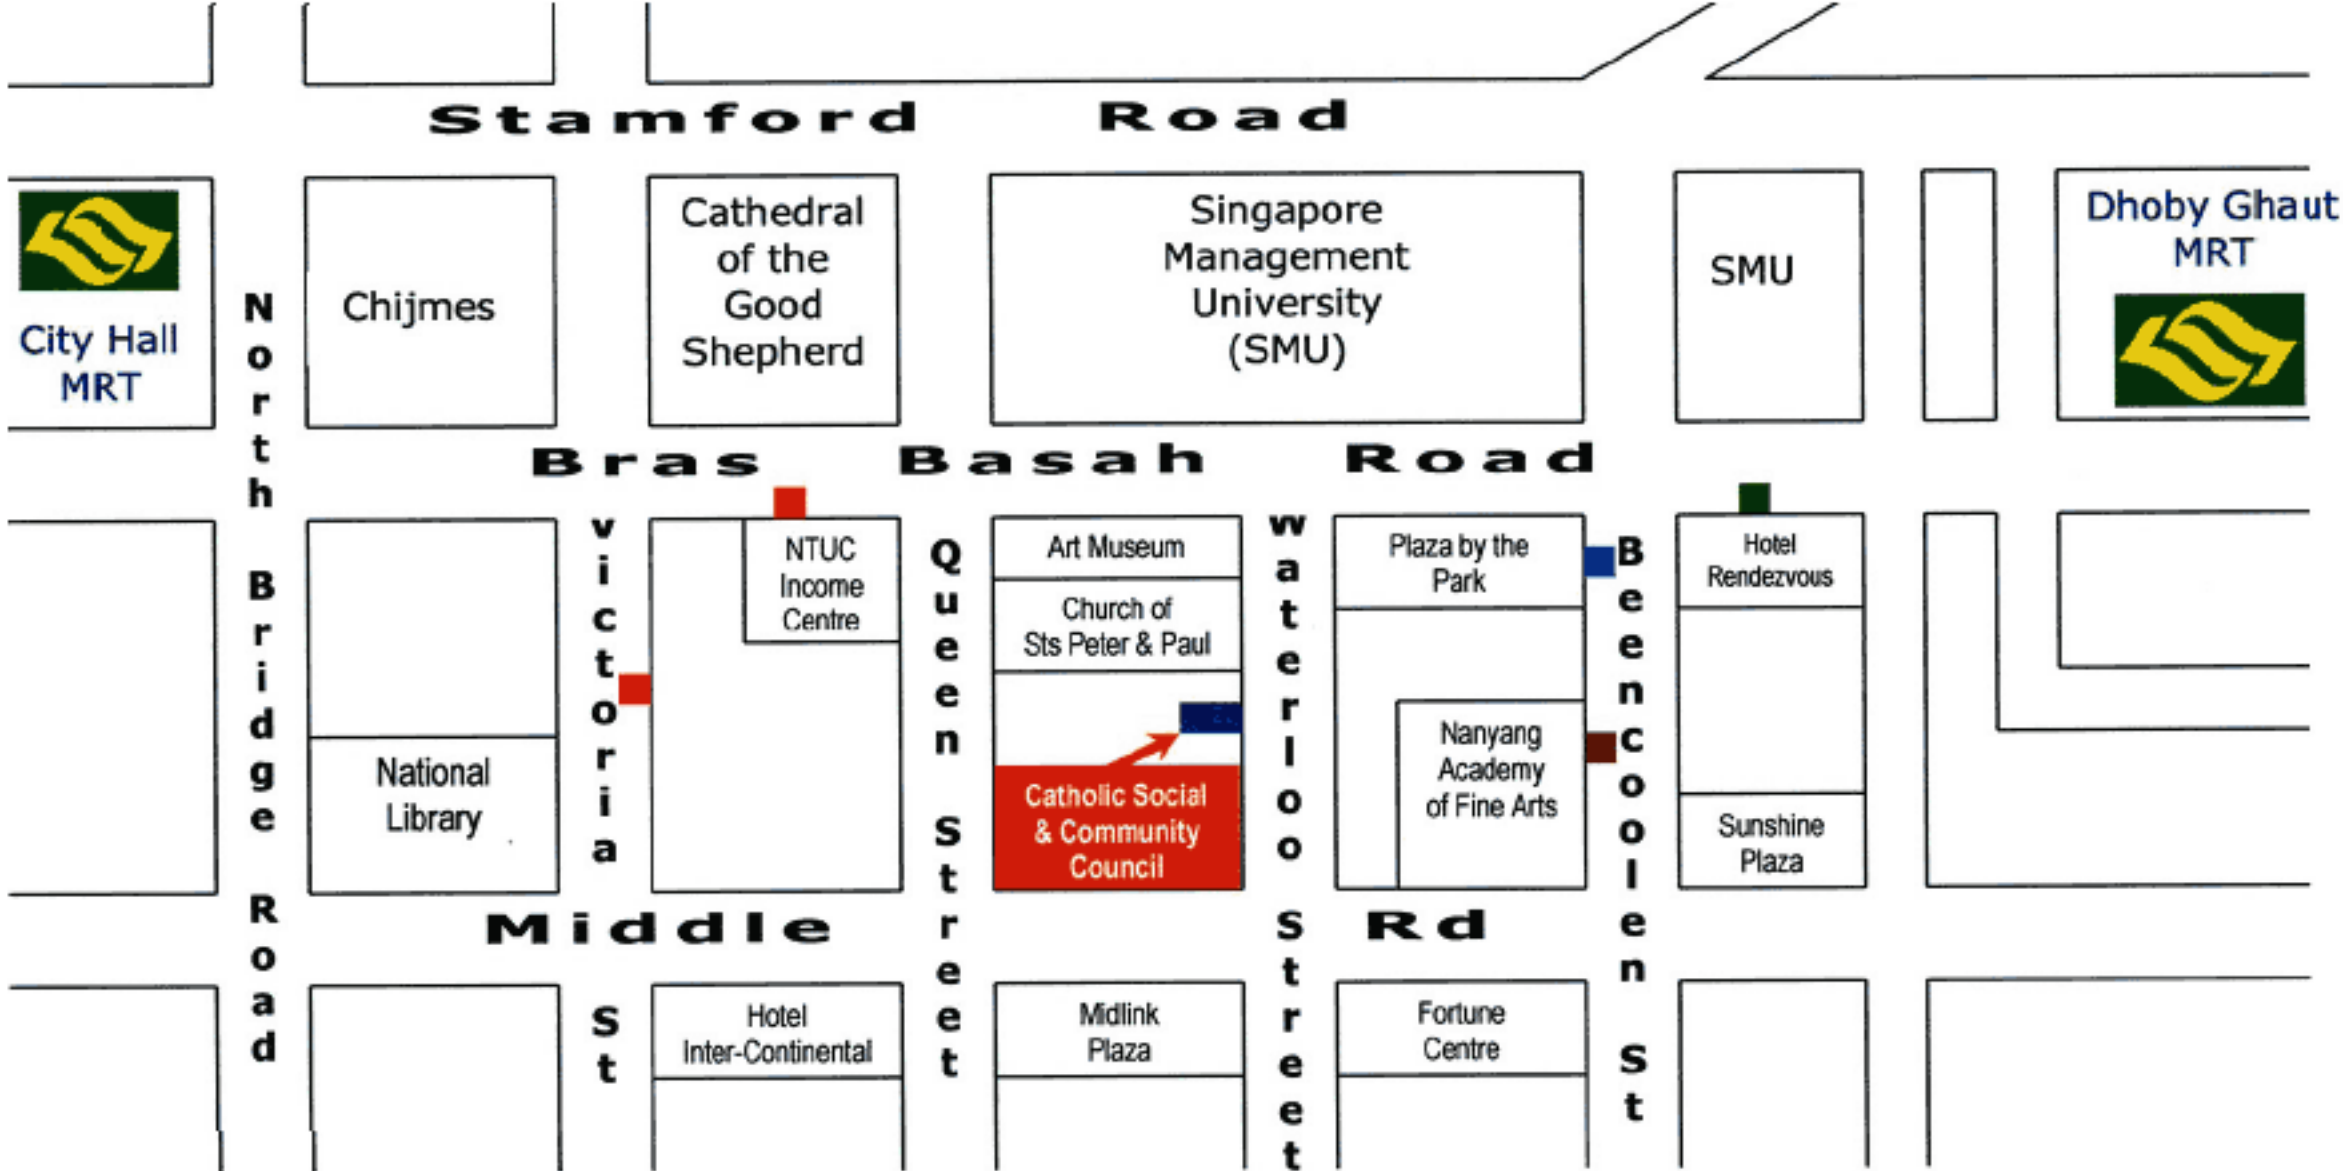 Stamford Road
City Hall
MRT
North Bridge Road
Chijmes
Cathedral
of the
Good
Shepherd
Singapore
Management
University
(SMU)
SMU
Dhoby Ghaut
MRT
Bras Basah Road
Victoria St
NTUC
Income
Centre
Queen Street
Art Museum
Church of
Sts Peter & Paul
Waterloo Street
Plaza by the
Park
Bencoolen St
Hotel
Rendezvous
National
Library
Catholic Social
& Community
Council
Nanyang
Academy
of Fine Arts
Sunshine
Plaza
Middle Rd
Hotel
Inter-Continental
Midlink
Plaza
Fortune
Centre